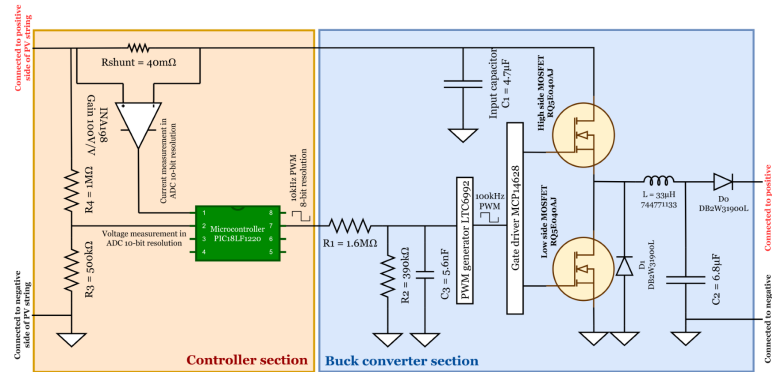 Connected to positive
side of PV string
Rshunt = 40mΩ
INA198
Gain 100V/V
Current measurement in
ADC 10-bit resolution
R4 = 1MΩ
Voltage measurement in
ADC 10-bit resolution
R3 = 500kΩ
Connected to negative
side of PV string
1
2
3
4
Microcontroller
PIC18LF1220
8
7
6
5
10kHz PWM
8-bit resolution
Controller section
R1 = 1.6MΩ
R2 = 390kΩ
C3 = 5.6nF
PWM generator LTC6992
100kHz
PWM
Gate driver MCP14628
Input capacitor
C1 = 4.7μF
High side MOSFET
RQ5E040AJ
Low side MOSFET
RQ5E040AJ
L = 33μH
744771133
D0
DB2W31900L
D1
DB2W31900L
C2 = 6.8μF
Connected to positive
Connected to negative
Buck converter section